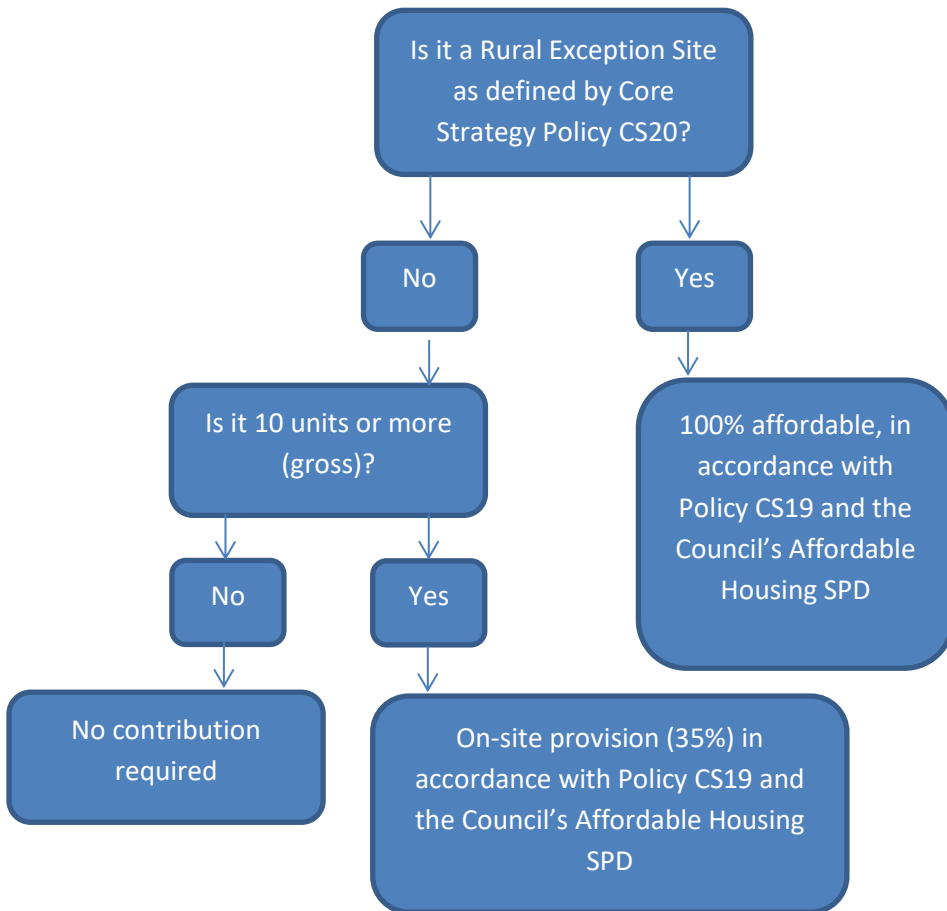 Is it a Rural Exception Site
as defined by Core
Strategy Policy CS20?
No
Yes
Is it 10 units or more
(gross)?
100% affordable, in
accordance with
Policy CS19 and the
Council’s Affordable
Housing SPD
No
Yes
No contribution
required
On-site provision (35%) in
accordance with Policy CS19 and
the Council’s Affordable Housing
SPD